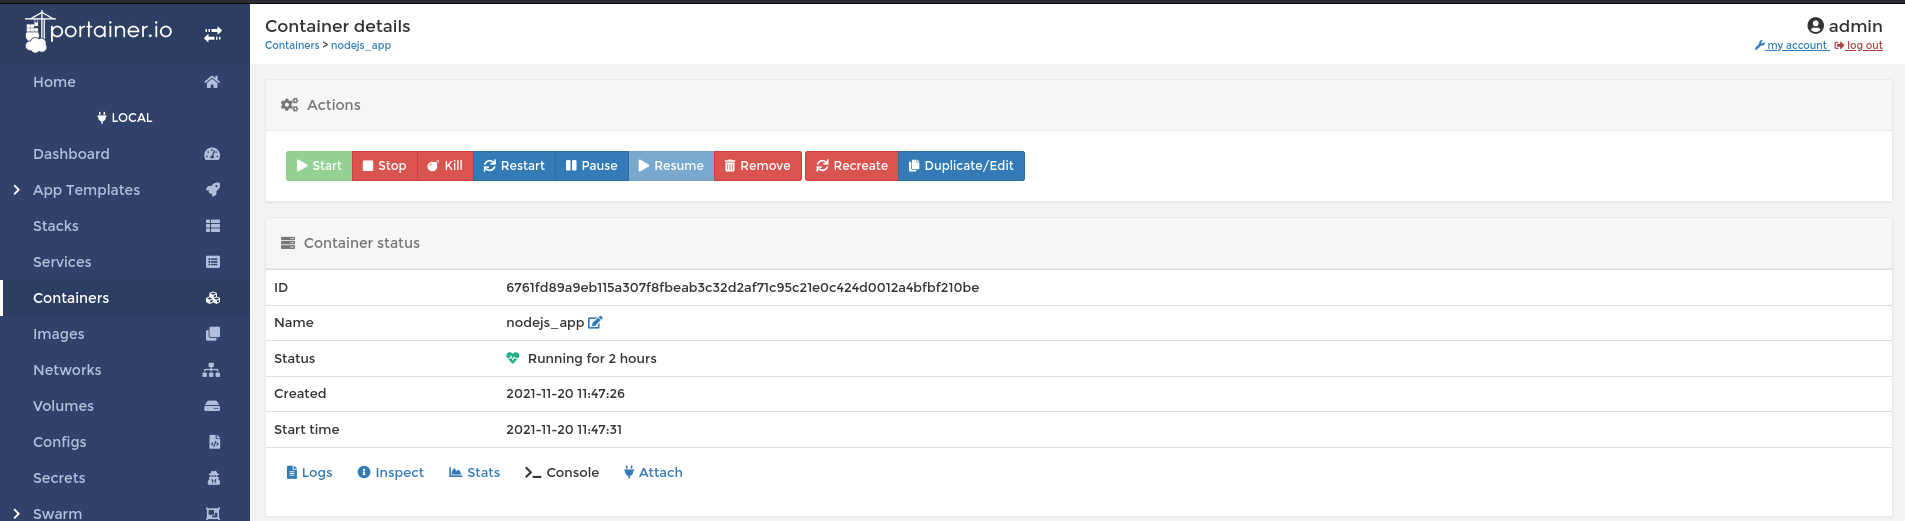 portainer.io
Home
LOCAL
Dashboard
App Templates
Stacks
Services
Containers
Images
Networks
Volumes
Configs
Secrets
Swarm
Container details
Containers > nodejs_app
admin
my account log out
Actions
Start Stop Kill Restart Pause Resume Remove Recreate Duplicate/Edit
Container status
ID 6761fd89a9eb115a307f8fbeab3c32d2af71c95c21e0c424d0012a4bfbf210be
Name nodejs_app
Status Running for 2 hours
Created 2021-11-20 11:47:26
Start time 2021-11-20 11:47:31
Logs Inspect Stats >_ Console Attach